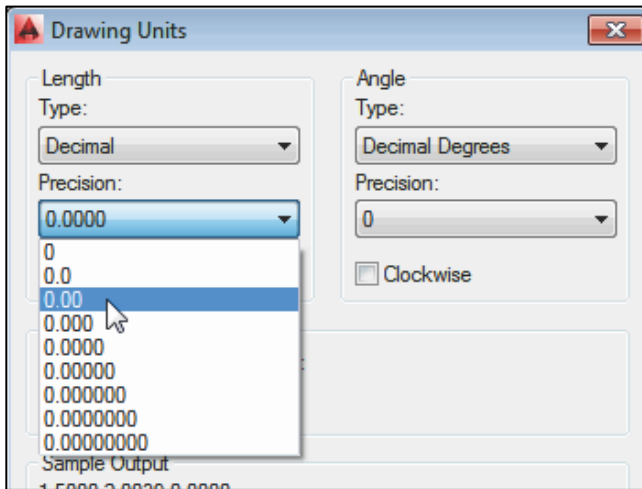 Drawing Units
Length
Type:
Decimal
Precision:
0.0000
0
0.0
0.00
0.000
0.0000
0.00000
0.000000
0.0000000
0.00000000
Angle
Type:
Decimal Degrees
Precision:
0
Clockwise
Sample Output